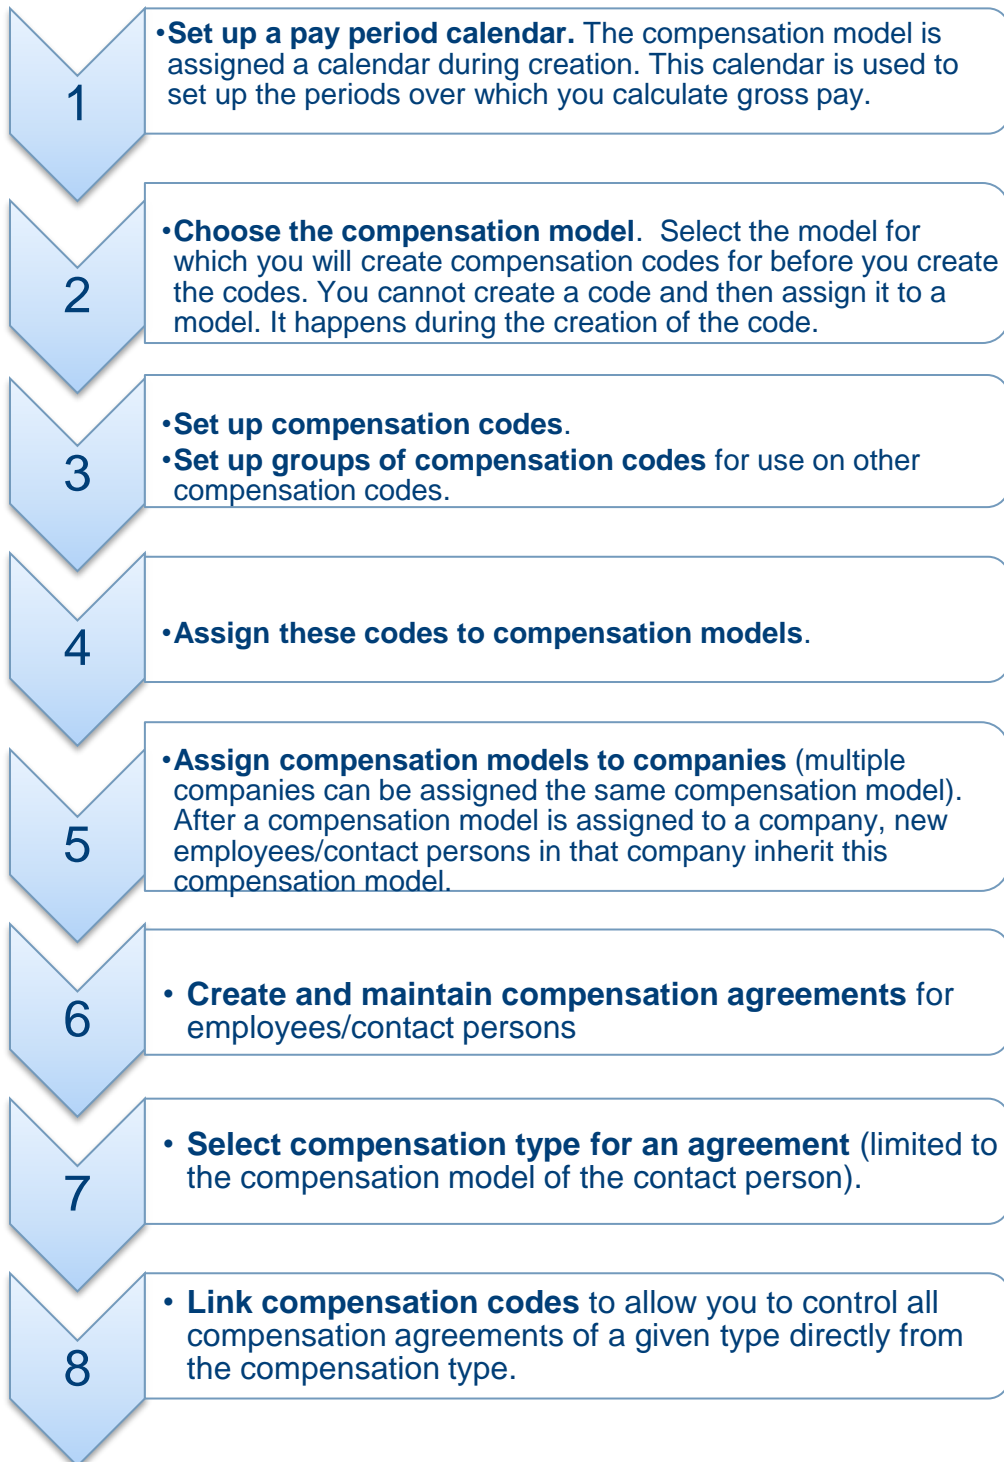 1
•Set up a pay period calendar. The compensation model is
assigned a calendar during creation. This calendar is used to
set up the periods over which you calculate gross pay.
2
•Choose the compensation model.  Select the model for
which you will create compensation codes for before you create
the codes. You cannot create a code and then assign it to a
model. It happens during the creation of the code.
3
•Set up compensation codes.
•Set up groups of compensation codes for use on other
compensation codes.
4
•Assign these codes to compensation models.
5
•Assign compensation models to companies (multiple
companies can be assigned the same compensation model).
After a compensation model is assigned to a company, new
employees/contact persons in that company inherit this
compensation model.
6
• Create and maintain compensation agreements for
employees/contact persons
7
• Select compensation type for an agreement (limited to
the compensation model of the contact person).
8
• Link compensation codes to allow you to control all
compensation agreements of a given type directly from
the compensation type.